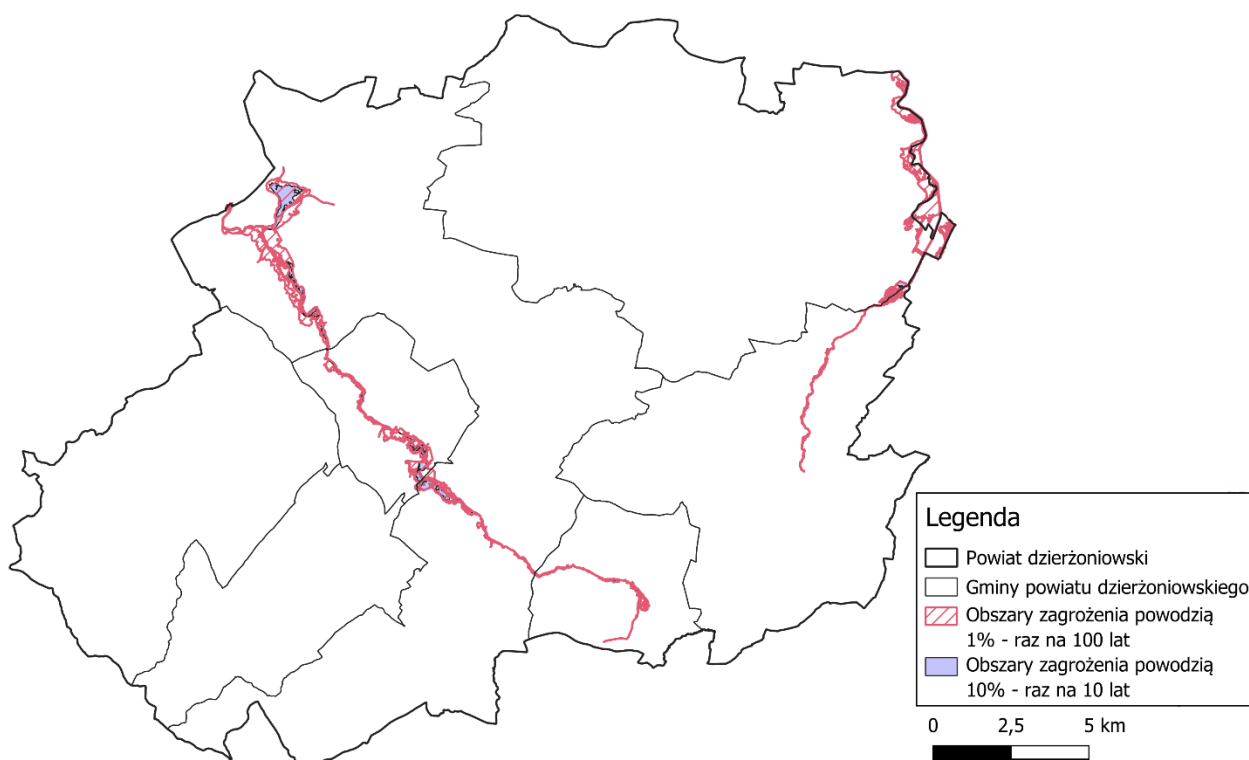 Legenda
Powiat dzierżoniowski
Gminy powiatu dzierżoniowskiego
Obszary zagrożenia powodzią
1% - raz na 100 lat
Obszary zagrożenia powodzią
10% - raz na 10 lat
0 2,5 5 km